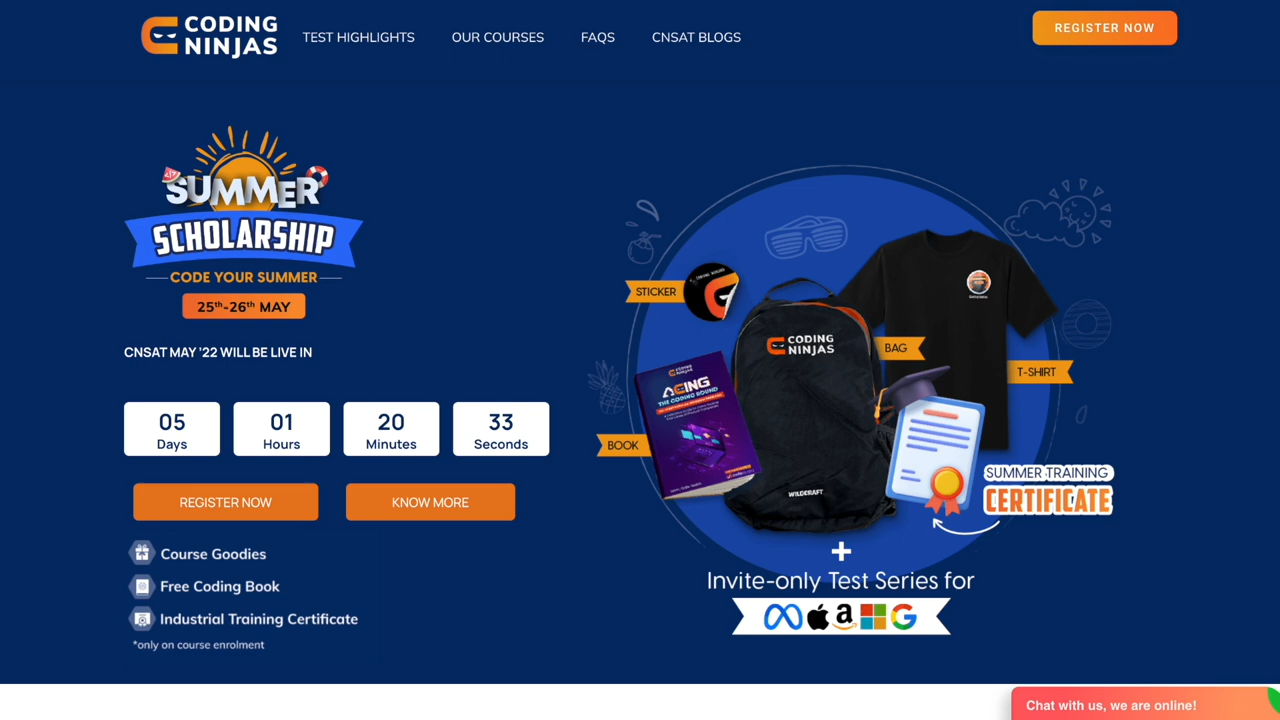 CODING
NINJAS
TEST HIGHLIGHTS
OUR COURSES
FAQS
CNSAT BLOGS
REGISTER NOW
SUMMER
SCHOLARSHIP
CODE YOUR SUMMER
25th-26th MAY
CNSAT MAY '22 WILL BE LIVE IN
05
Days
01
Hours
20
Minutes
33
Seconds
REGISTER NOW
KNOW MORE
Course Goodies
Free Coding Book
Industrial Training Certificate
*only on course enrolment
STICKER
CODING
NINJAS
BAG
T-SHIRT
CODING
NINJAS
ACING
THE CODING ROUND
BOOK
WILDCRAFT
SUMMER TRAINING
CERTIFICATE
+
Invite-only Test Series for
Chat with us, we are online!